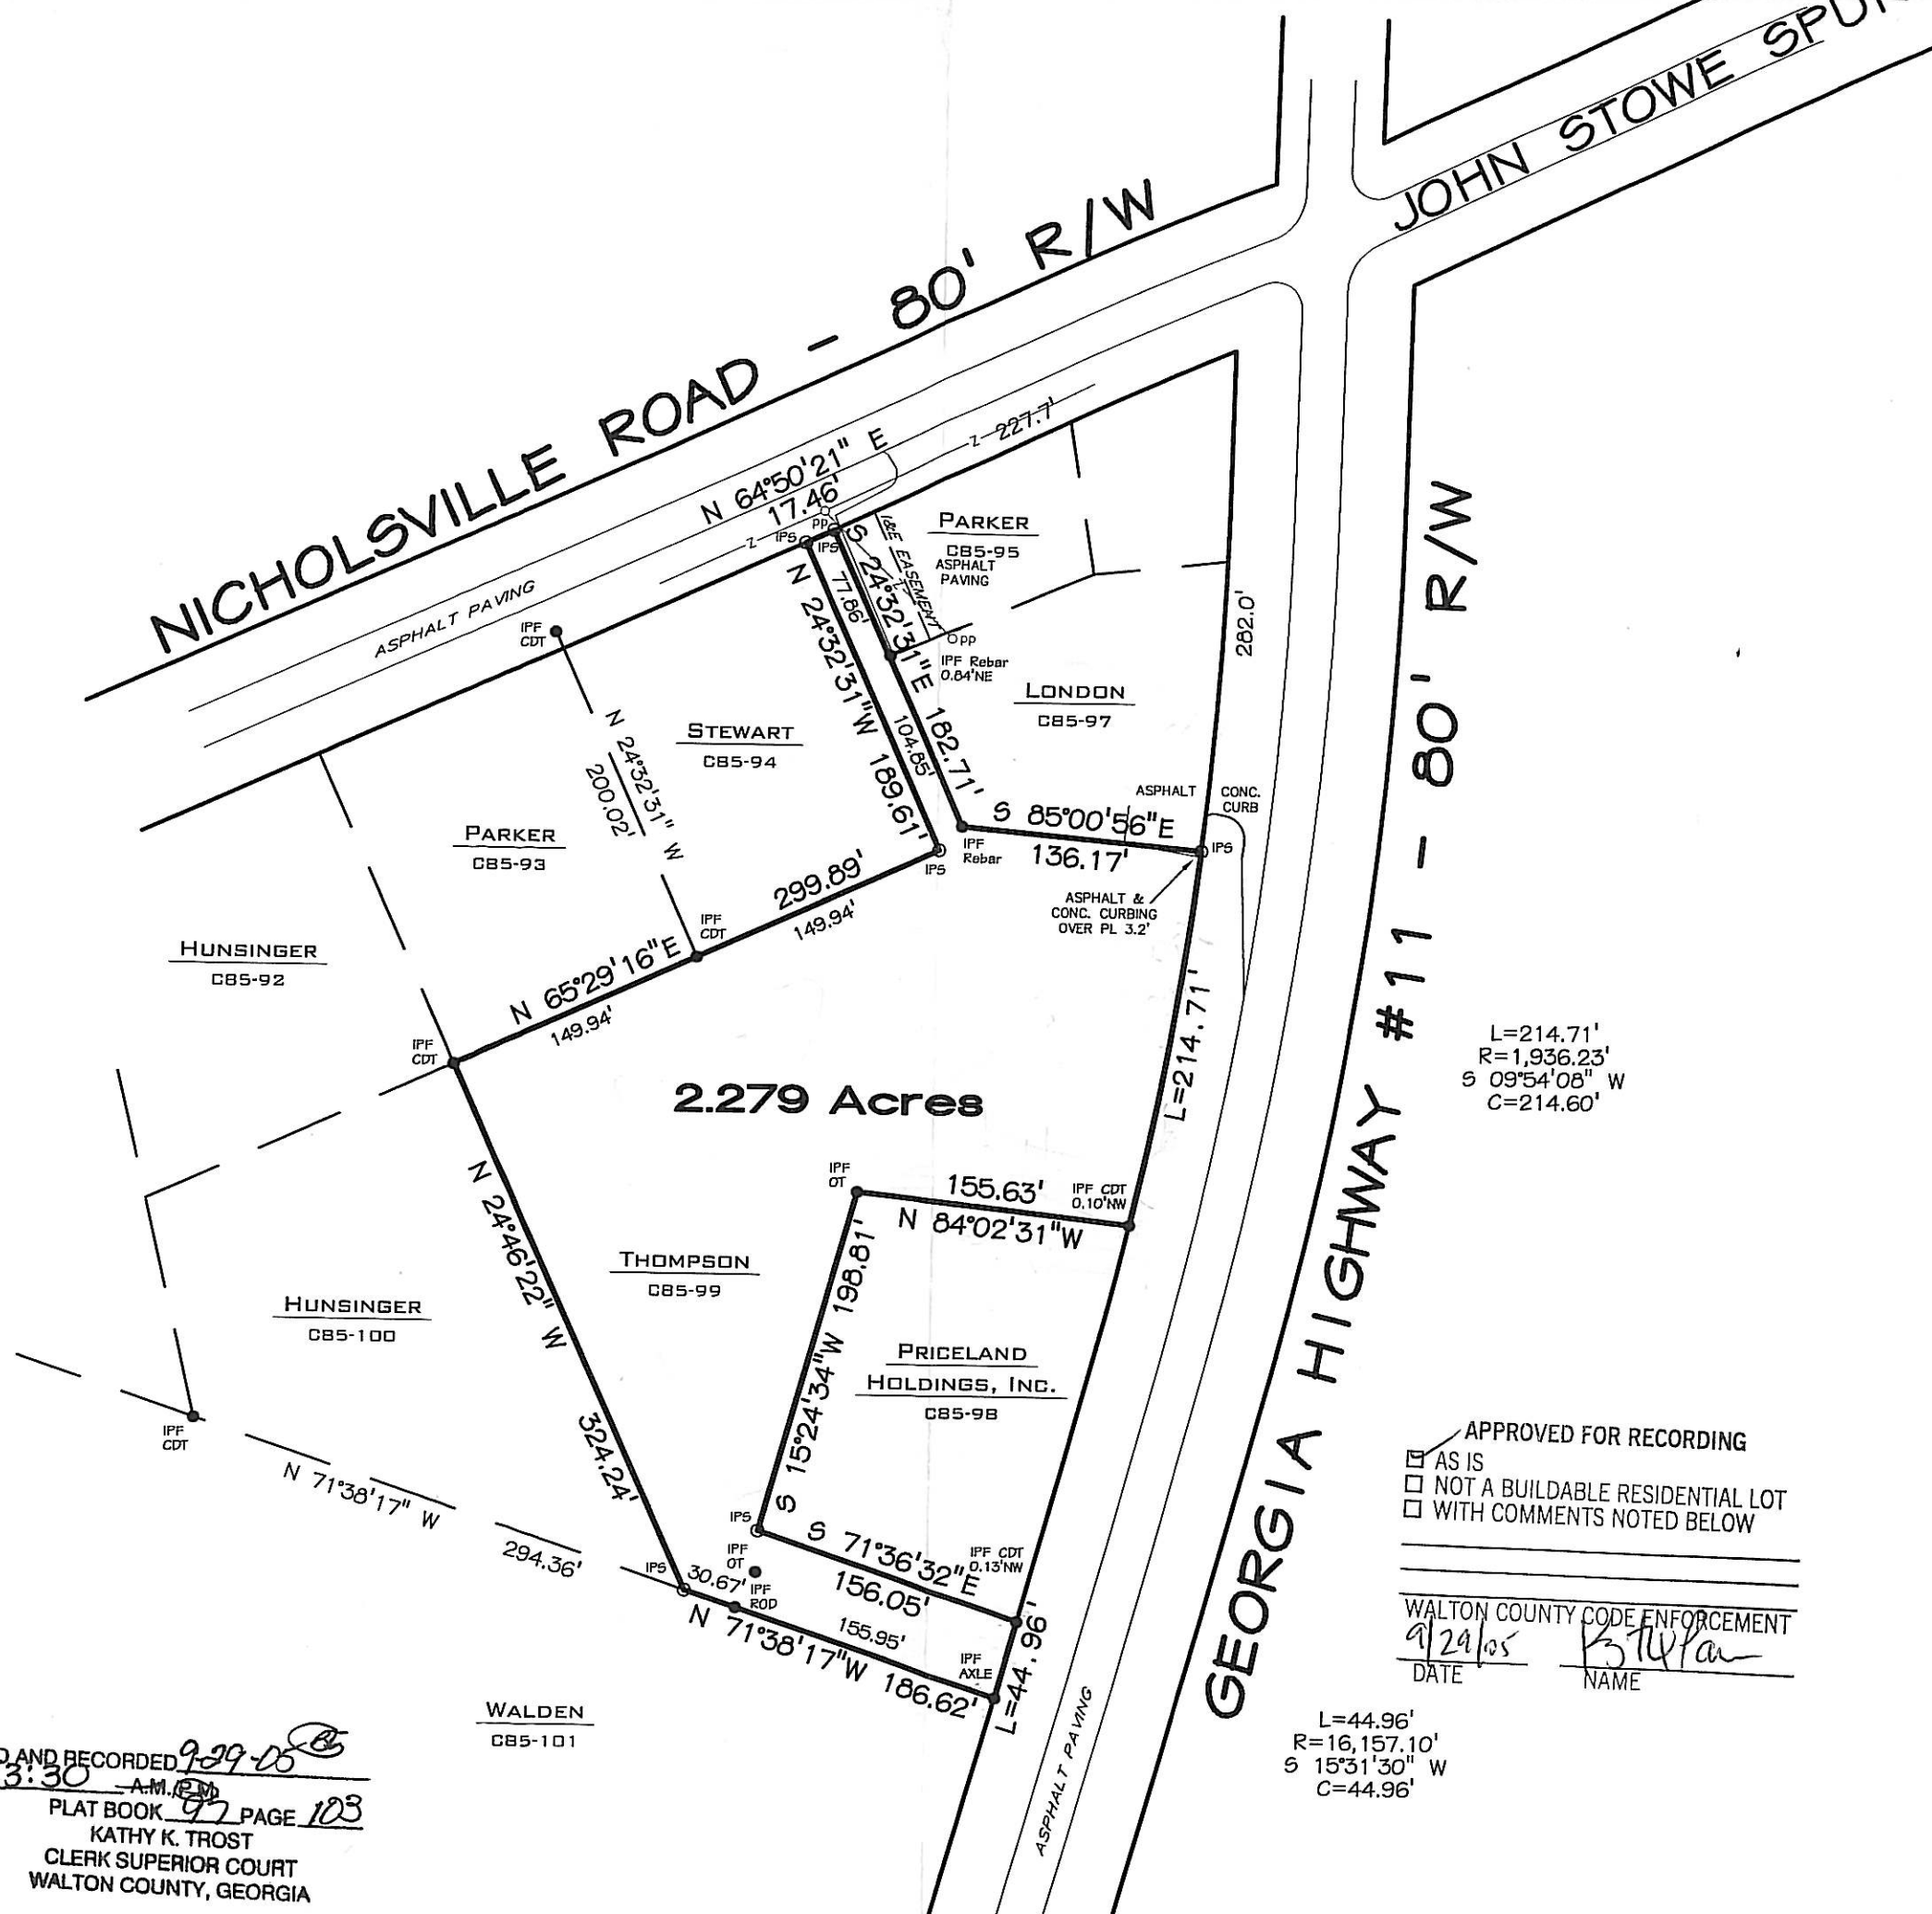 JOHN STOWE SPUR
NICHOLSVILLE ROAD - 80' R/W
ASPHALT PAVING
N 64°50'21" E
17.46'
Z
Z 227.7'
PP
IPS
IPS
IPF
CDT
I&E EASEMENT
PARKER
C85-95
ASPHALT
PAVING
PP
S 24°32'31"E 182.71'
77.86'
104.85'
N 24°32'31"W 189.61'
IPF Rebar
0.84'NE
LONDON
C85-97
282.0'
STEWART
C85-94
N 24°32'31" W
200.02'
PARKER
C85-93
HUNSINGER
C85-92
ASPHALT
CONC.
CURB
S 85°00'56"E
136.17'
IPS
IPF
Rebar
IPS
ASPHALT &
CONC. CURBING
OVER PL 3.2'
299.89'
149.94'
IPF
CDT
N 65°29'16"E
149.94'
IPF
CDT
L=214.71'
GEORGIA HIGHWAY #11 - 80' R/W
L=214.71'
R=1,936.23'
S 09°54'08" W
C=214.60'
2.279 Acres
IPF
OT
155.63'
IPF CDT
0.10'NW
N 84°02'31"W
N 24°46'22" W
324.24'
THOMPSON
C85-99
S 15°24'34"W 198.81'
HUNSINGER
C85-100
PRICELAND
HOLDINGS, INC.
C85-98
IPF
CDT
N 71°38'17" W
294.36'
IPS
IPS
IPF
OT
S 71°36'32"E
156.05'
IPF CDT
0.13'NW
30.67'
IPF
ROD
N 71°38'17"W 186.62'
155.95'
IPF
AXLE
L=44.96'
ASPHALT PAVING
WALDEN
C85-101
APPROVED FOR RECORDING
AS IS
NOT A BUILDABLE RESIDENTIAL LOT
WITH COMMENTS NOTED BELOW
WALTON COUNTY CODE ENFORCEMENT
9/29/05
DATE NAME
L=44.96'
R=16,157.10'
S 15°31'30" W
C=44.96'
D AND RECORDED 9-29-05
3:30 A.M. P.M.
PLAT BOOK 97 PAGE 103
KATHY K. TROST
CLERK SUPERIOR COURT
WALTON COUNTY, GEORGIA